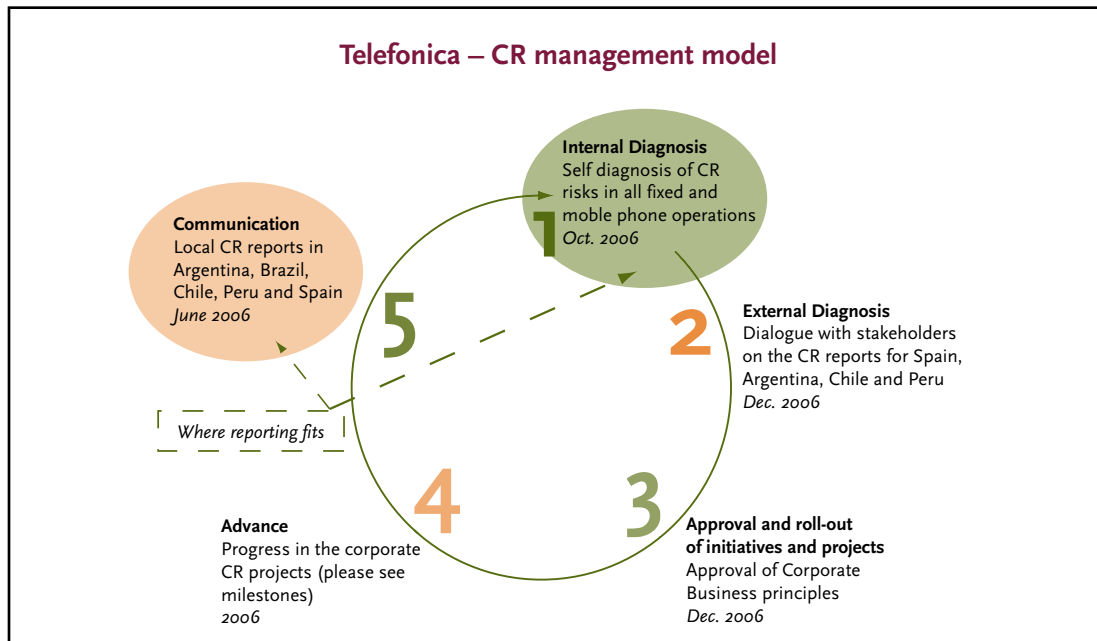 Telefonica – CR management model
1
Internal Diagnosis
Self diagnosis of CR
risks in all fixed and
moble phone operations
Oct. 2006
2
External Diagnosis
Dialogue with stakeholders
on the CR reports for Spain,
Argentina, Chile and Peru
Dec. 2006
3
Approval and roll-out
of initiatives and projects
Approval of Corporate
Business principles
Dec. 2006
4
Advance
Progress in the corporate
CR projects (please see
milestones)
2006
5
Communication
Local CR reports in
Argentina, Brazil,
Chile, Peru and Spain
June 2006
Where reporting fits